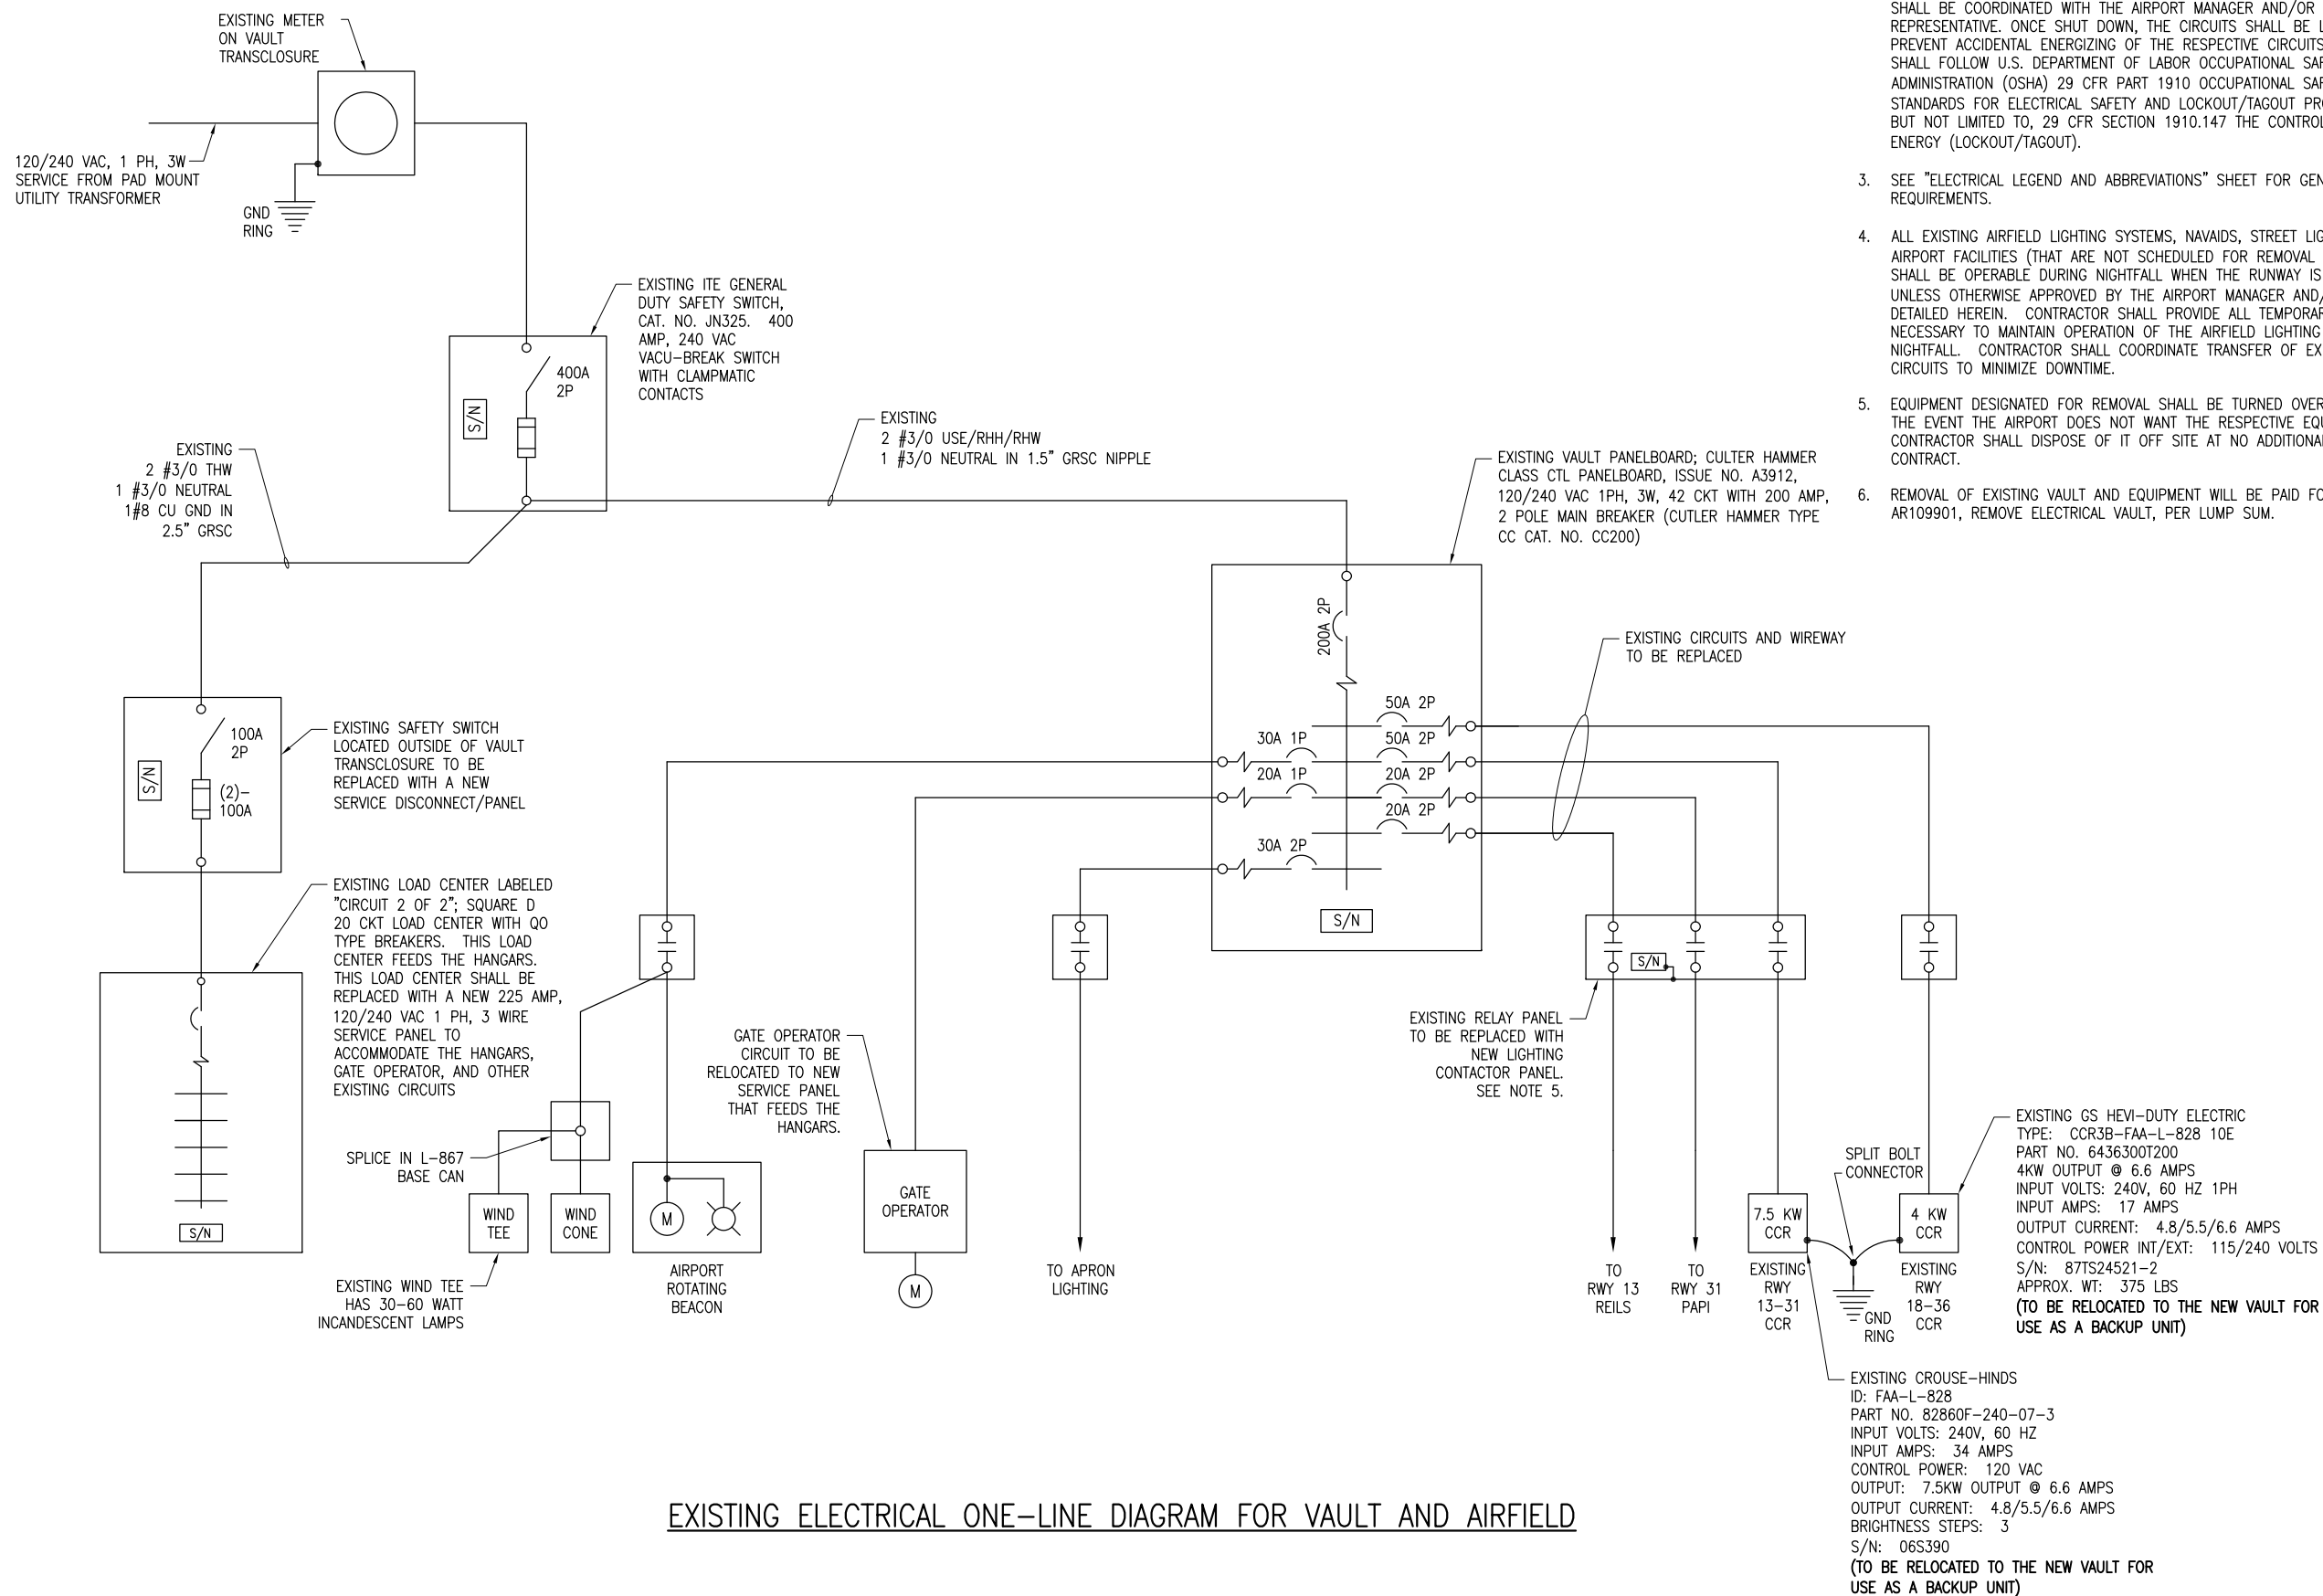 EXISTING METER
ON VAULT
TRANSCLOSURE
120/240 VAC, 1 PH, 3W
SERVICE FROM PAD MOUNT
UTILITY TRANSFORMER
GND
RING
EXISTING ITE GENERAL
DUTY SAFETY SWITCH,
CAT. NO. JN325. 400
AMP, 240 VAC
VACU-BREAK SWITCH
WITH CLAMPMATIC
CONTACTS
400A
2P
S/N
EXISTING
2 #3/0 THW
1 #3/0 NEUTRAL
1#8 CU GND IN
2.5" GRSC
EXISTING
2 #3/0 USE/RHH/RHW
1 #3/0 NEUTRAL IN 1.5" GRSC NIPPLE
EXISTING VAULT PANELBOARD; CULTER HAMMER
CLASS CTL PANELBOARD, ISSUE NO. A3912,
120/240 VAC 1PH, 3W, 42 CKT WITH 200 AMP,
2 POLE MAIN BREAKER (CUTLER HAMMER TYPE
CC CAT. NO. CC200)
SHALL BE COORDINATED WITH THE AIRPORT MANAGER AND/OR
REPRESENTATIVE. ONCE SHUT DOWN, THE CIRCUITS SHALL BE
PREVENT ACCIDENTAL ENERGIZING OF THE RESPECTIVE CIRCUITS
SHALL FOLLOW U.S. DEPARTMENT OF LABOR OCCUPATIONAL
ADMINISTRATION (OSHA) 29 CFR PART 1910 OCCUPATIONAL
STANDARDS FOR ELECTRICAL SAFETY AND LOCKOUT/TAGOUT
BUT NOT LIMITED TO, 29 CFR SECTION 1910.147 THE CONTROL
ENERGY (LOCKOUT/TAGOUT).
3. SEE "ELECTRICAL LEGEND AND ABBREVIATIONS" SHEET FOR
REQUIREMENTS.
4. ALL EXISTING AIRFIELD LIGHTING SYSTEMS, NAVAIDS, STREET
AIRPORT FACILITIES (THAT ARE NOT SCHEDULED FOR REMOVAL
SHALL BE OPERABLE DURING NIGHTFALL WHEN THE RUNWAY IS
UNLESS OTHERWISE APPROVED BY THE AIRPORT MANAGER AND/
DETAILED HEREIN. CONTRACTOR SHALL PROVIDE ALL
NECESSARY TO MAINTAIN OPERATION OF THE AIRFIELD LIGHTING
NIGHTFALL. CONTRACTOR SHALL COORDINATE TRANSFER OF
CIRCUITS TO MINIMIZE DOWNTIME.
5. EQUIPMENT DESIGNATED FOR REMOVAL SHALL BE TURNED OVER
THE EVENT THE AIRPORT DOES NOT WANT THE RESPECTIVE
CONTRACTOR SHALL DISPOSE OF IT OFF SITE AT NO ADDITIONAL
CONTRACT.
6. REMOVAL OF EXISTING VAULT AND EQUIPMENT WILL BE PAID
AR109901, REMOVE ELECTRICAL VAULT, PER LUMP SUM.
200A 2P
50A 2P
50A 2P
20A 2P
20A 2P
30A 1P
20A 1P
30A 2P
S/N
EXISTING CIRCUITS AND WIREWAY
TO BE REPLACED
100A
2P
S/N
(2)-
100A
EXISTING SAFETY SWITCH
LOCATED OUTSIDE OF VAULT
TRANSCLOSURE TO BE
REPLACED WITH A NEW
SERVICE DISCONNECT/PANEL
EXISTING LOAD CENTER LABELED
"CIRCUIT 2 OF 2"; SQUARE D
20 CKT LOAD CENTER WITH QO
TYPE BREAKERS. THIS LOAD
CENTER FEEDS THE HANGARS.
THIS LOAD CENTER SHALL BE
REPLACED WITH A NEW 225 AMP,
120/240 VAC 1 PH, 3 WIRE
SERVICE PANEL TO
ACCOMMODATE THE HANGARS,
GATE OPERATOR, AND OTHER
EXISTING CIRCUITS
S/N
SPLICE IN L-867
BASE CAN
WIND
TEE
WIND
CONE
EXISTING WIND TEE
HAS 30-60 WATT
INCANDESCENT LAMPS
M
AIRPORT
ROTATING
BEACON
GATE OPERATOR
CIRCUIT TO BE
RELOCATED TO NEW
SERVICE PANEL
THAT FEEDS THE
HANGARS.
GATE
OPERATOR
M
TO APRON
LIGHTING
S/N
EXISTING RELAY PANEL
TO BE REPLACED WITH
NEW LIGHTING
CONTACTOR PANEL.
SEE NOTE 5.
TO
RWY 13
REILS
TO
RWY 31
PAPI
7.5 KW
CCR
EXISTING
RWY
13-31
CCR
SPLIT BOLT
CONNECTOR
GND
RING
4 KW
CCR
EXISTING
RWY
18-36
CCR
EXISTING GS HEVI-DUTY ELECTRIC
TYPE: CCR3B-FAA-L-828 10E
PART NO. 6436300T200
4KW OUTPUT @ 6.6 AMPS
INPUT VOLTS: 240V, 60 HZ 1PH
INPUT AMPS: 17 AMPS
OUTPUT CURRENT: 4.8/5.5/6.6 AMPS
CONTROL POWER INT/EXT: 115/240 VOLTS
S/N: 87TS24521-2
APPROX. WT: 375 LBS
(TO BE RELOCATED TO THE NEW VAULT FOR
USE AS A BACKUP UNIT)
EXISTING CROUSE-HINDS
ID: FAA-L-828
PART NO. 82860F-240-07-3
INPUT VOLTS: 240V, 60 HZ
INPUT AMPS: 34 AMPS
CONTROL POWER: 120 VAC
OUTPUT: 7.5KW OUTPUT @ 6.6 AMPS
OUTPUT CURRENT: 4.8/5.5/6.6 AMPS
BRIGHTNESS STEPS: 3
S/N: 06S390
(TO BE RELOCATED TO THE NEW VAULT FOR
USE AS A BACKUP UNIT)
EXISTING ELECTRICAL ONE-LINE DIAGRAM FOR VAULT AND AIRFIELD